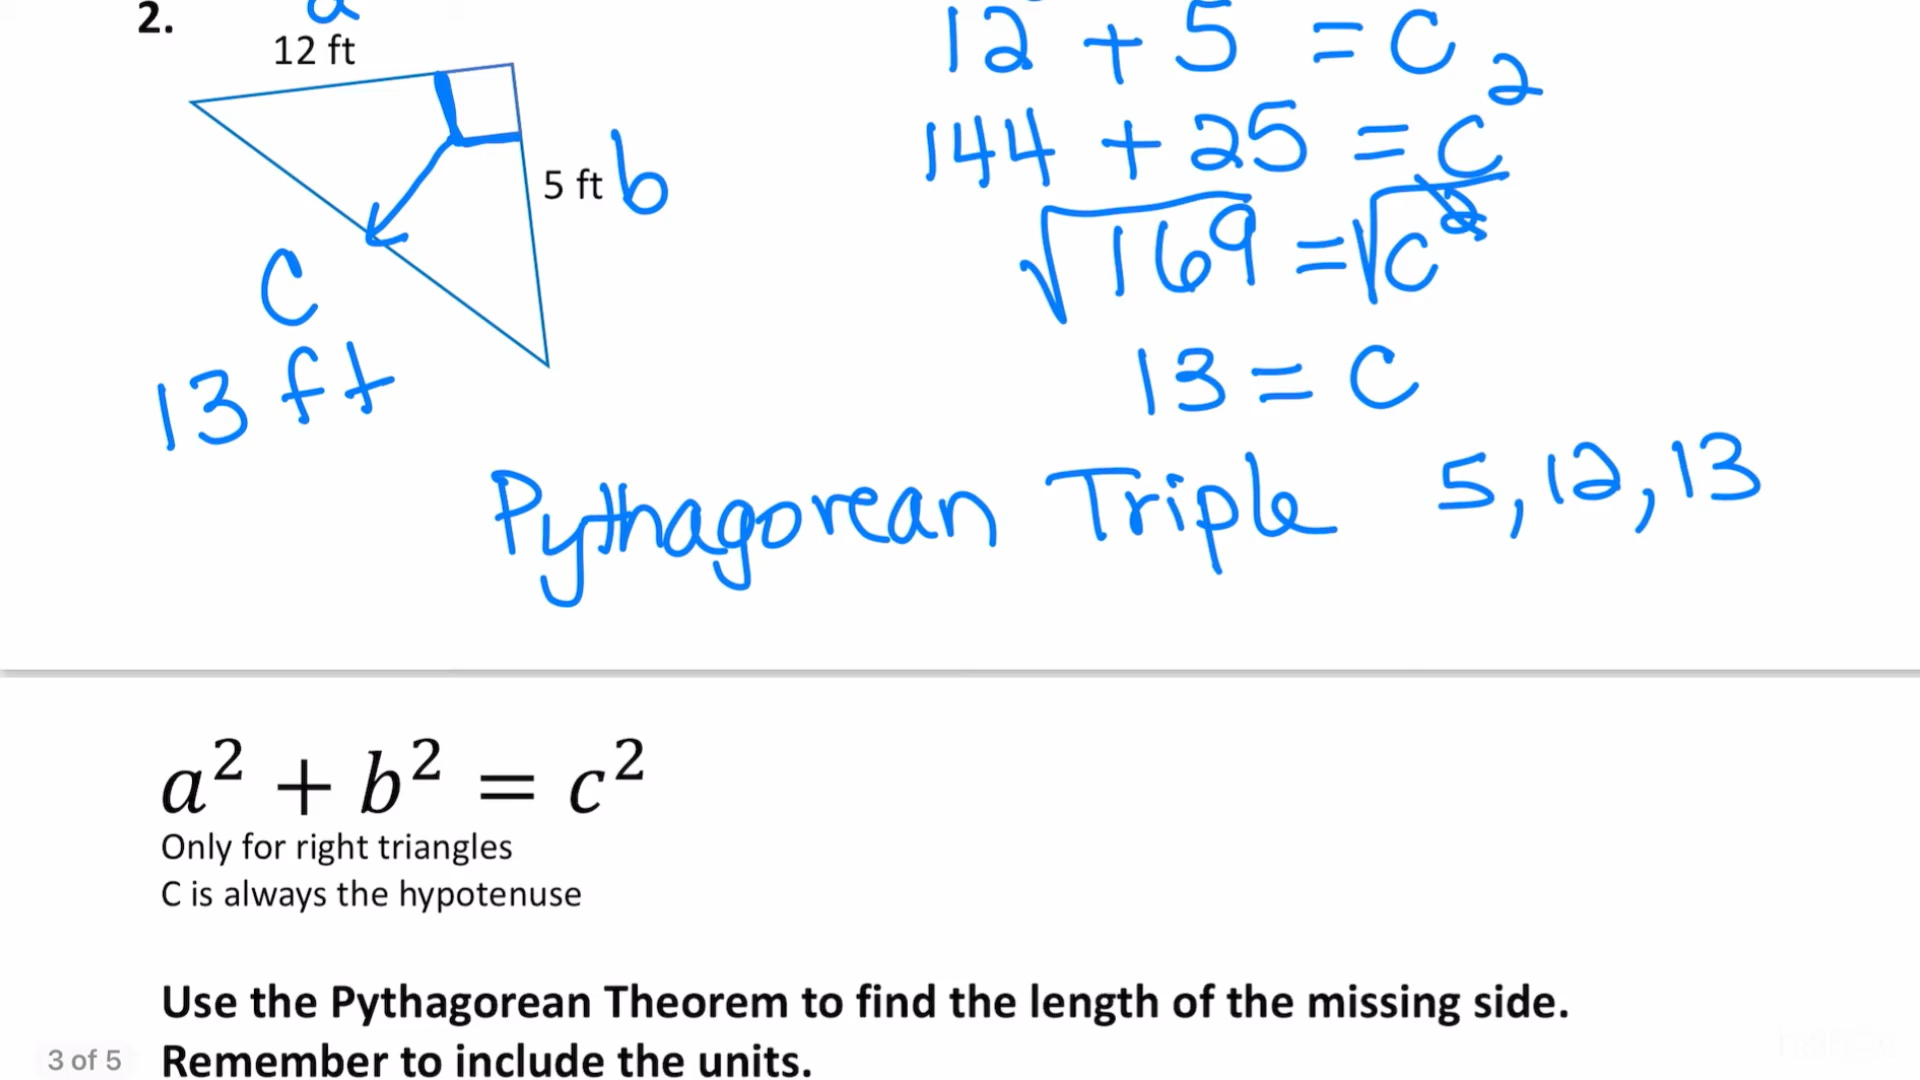 2.
a
12 ft
12 + 5 = c
144 + 25 = c²
5 ft b
√169 = √c²
c
13 ft
13 = c
Pythagorean Triple 5, 12, 13
a² + b² = c²
Only for right triangles
C is always the hypotenuse
Use the Pythagorean Theorem to find the length of the missing side.
Remember to include the units.
3 of 5